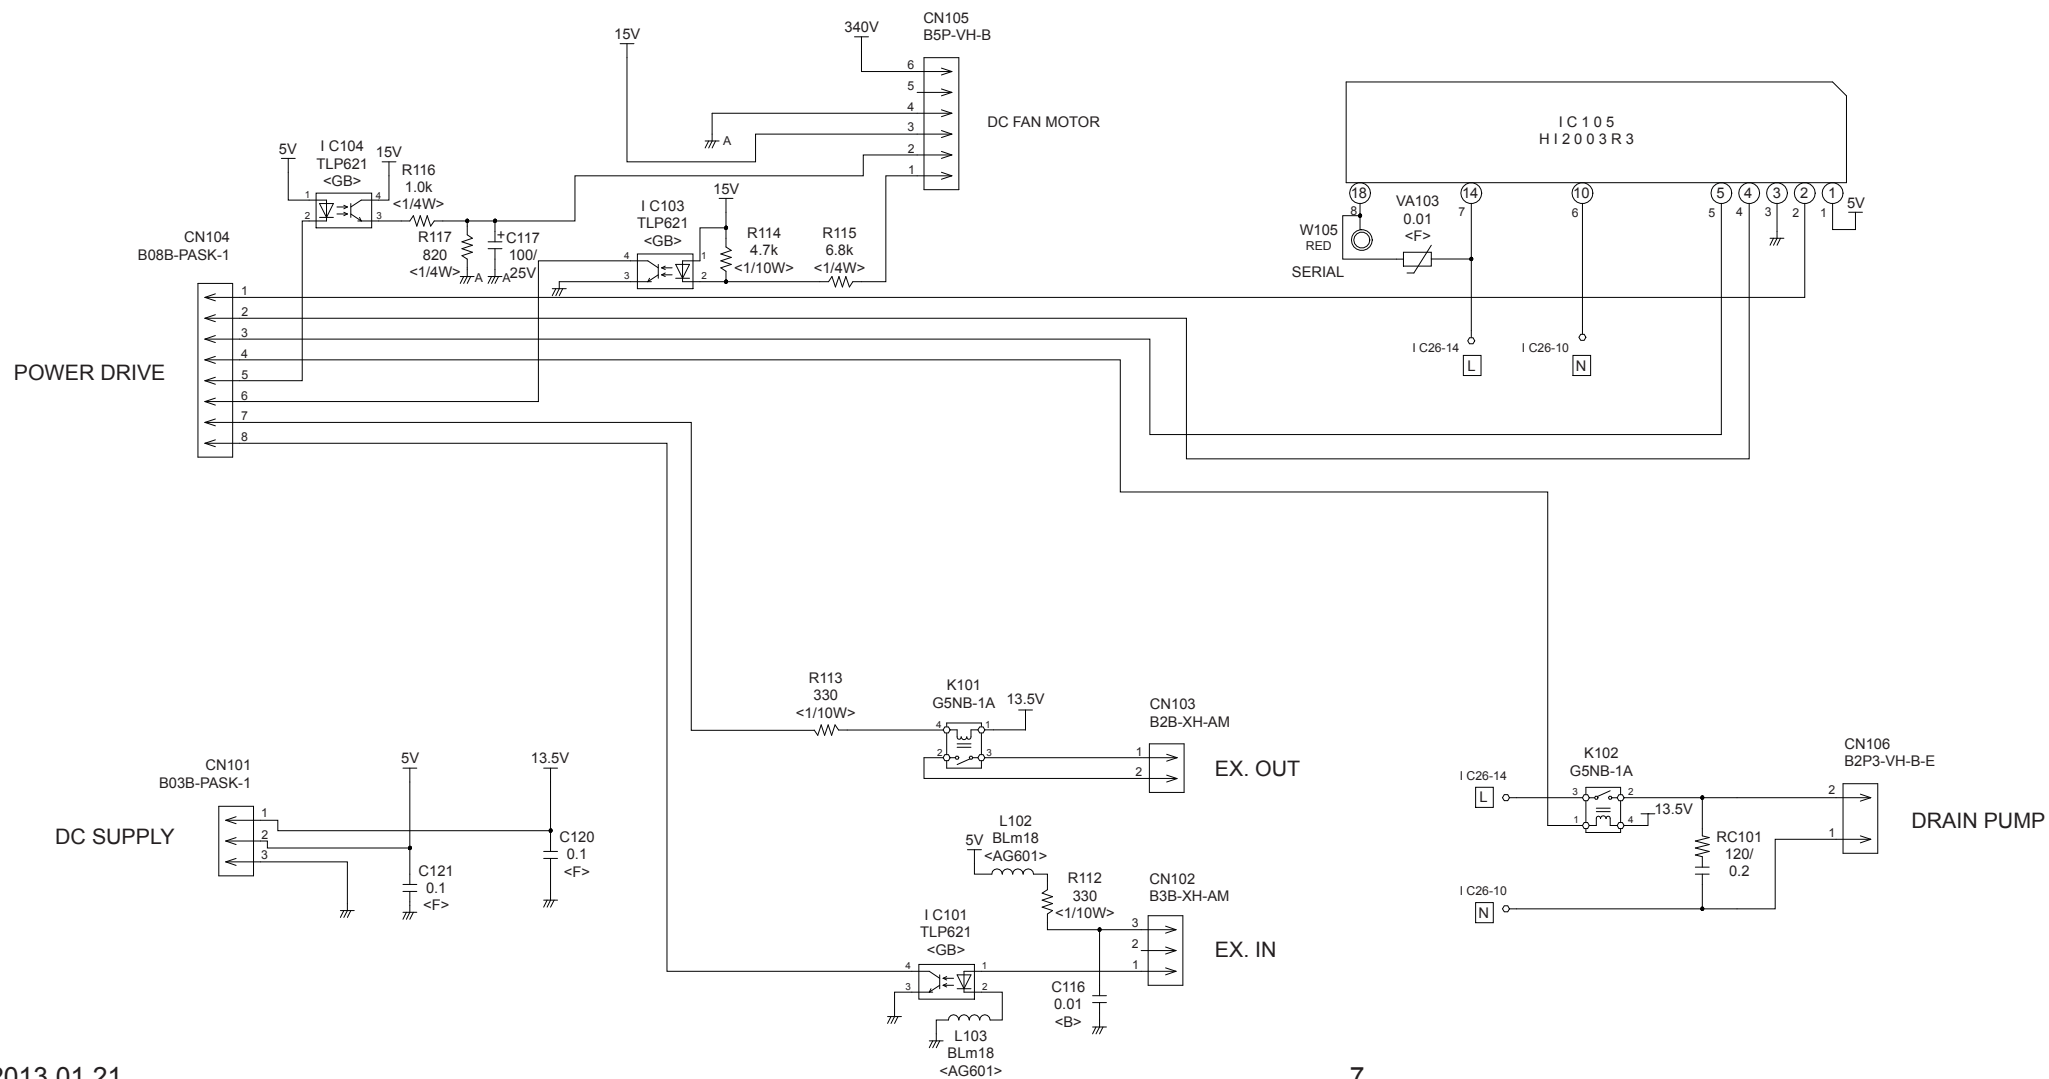 CN105
B5P-VH-B
340V
15V
6
5
4
3
2
1
A
DC FAN MOTOR
I C 1 0 5
H I 2 0 0 3 R 3
18
14
10
5
4
3
2
1
8
7
6
5
4
3
2
1
5V
VA103
0.01
<F>
W105
RED
SERIAL
I C26-14
L
I C26-10
N
5V
I C104
TLP621
<GB>
15V
1
2
4
3
R116
1.0k
<1/4W>
R117
820
<1/4W>
A
+
C117
100/
25V
A
I C103
TLP621
<GB>
15V
4
3
1
2
R114
4.7k
<1/10W>
R115
6.8k
<1/4W>
CN104
B08B-PASK-1
1
2
3
4
5
6
7
8
POWER DRIVE
R113
330
<1/10W>
K101
G5NB-1A
13.5V
4
1
2
3
CN103
B2B-XH-AM
1
2
EX. OUT
CN101
B03B-PASK-1
1
2
3
DC SUPPLY
5V
13.5V
C121
0.1
<F>
C120
0.1
<F>
L102
BLm18
<AG601>
5V
R112
330
<1/10W>
CN102
B3B-XH-AM
3
2
1
EX. IN
I C101
TLP621
<GB>
4
3
1
2
C116
0.01
<B>
L103
BLm18
<AG601>
K102
G5NB-1A
I C26-14
L
3
2
1
4
13.5V
RC101
120/
0.2
I C26-10
N
CN106
B2P3-VH-B-E
2
1
DRAIN PUMP
2013.01.21
7